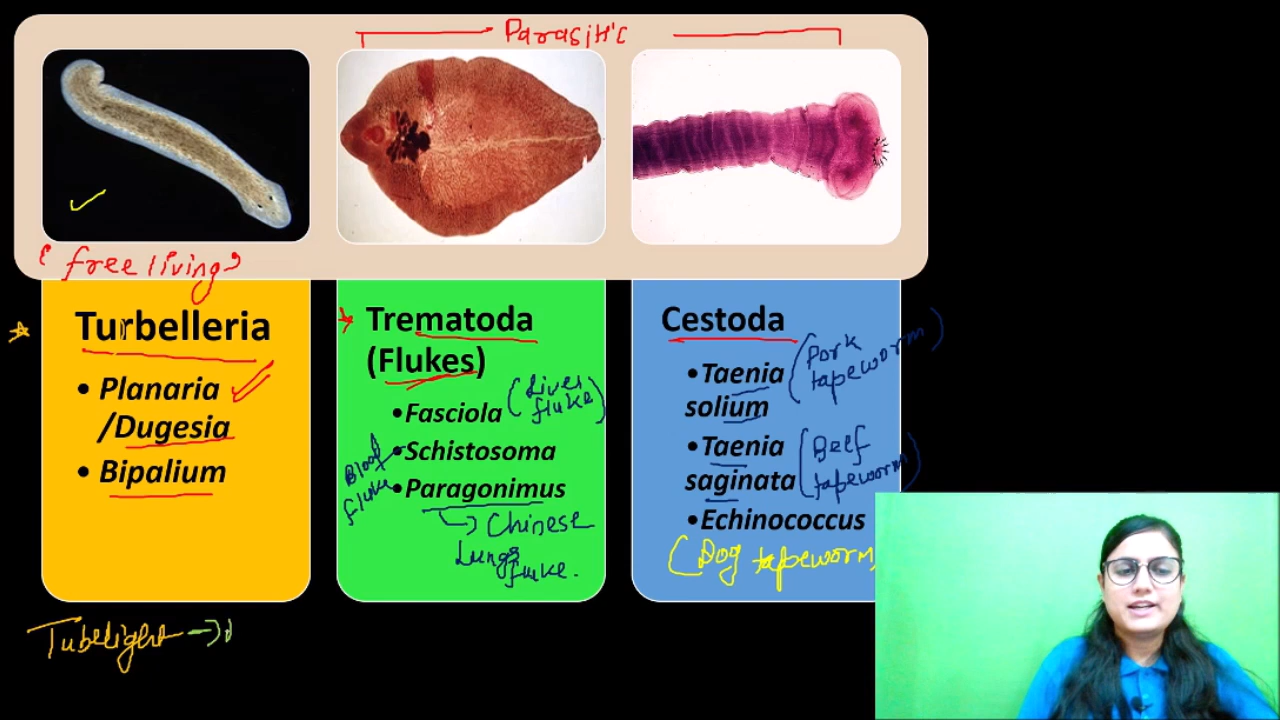 Parasitic
{ free living }
Turbelleria
• Planaria
/Dugesia
• Bipalium
Trematoda
(Flukes)
•Fasciola (Liver fluke)
•Schistosoma
Blood fluke
•Paragonimus
→ Chinese
Lungs fluke.
Cestoda
•Taenia
solium
(Pork tapeworm)
•Taenia
saginata
(Beef tapeworm)
•Echinococcus
(Dog tapeworm)
Tubelight →